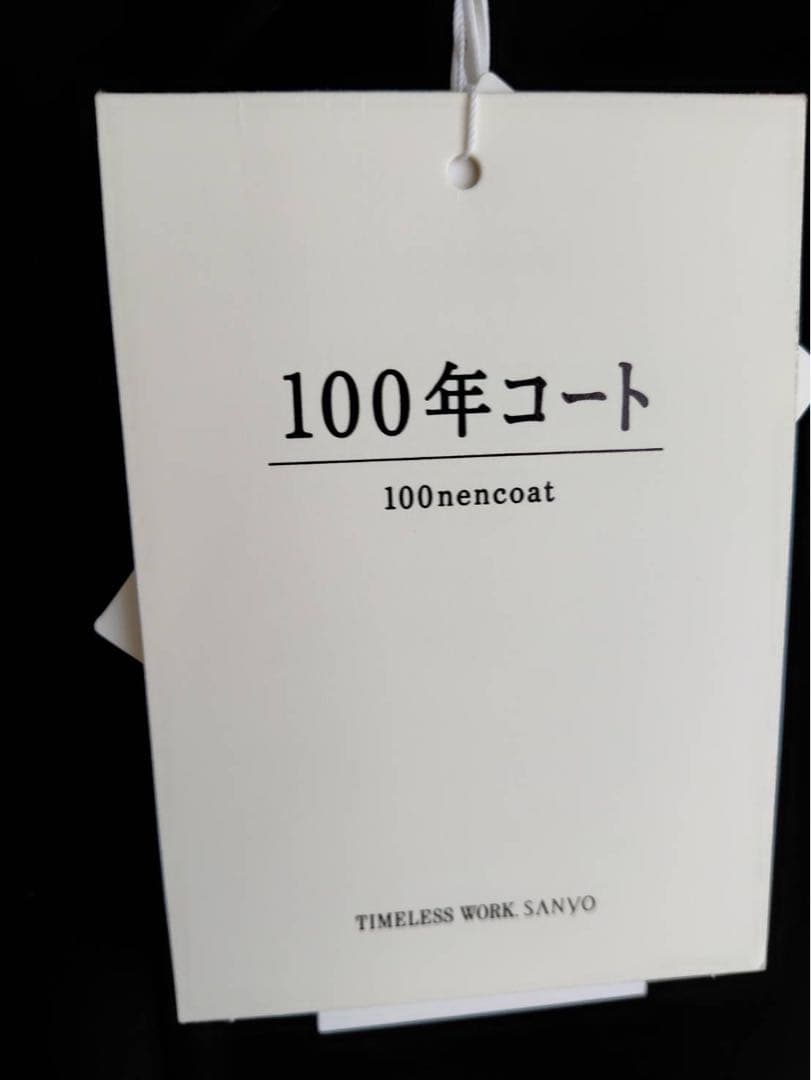 100年コート
100nencoat
TIMELESS WORK. SANYO